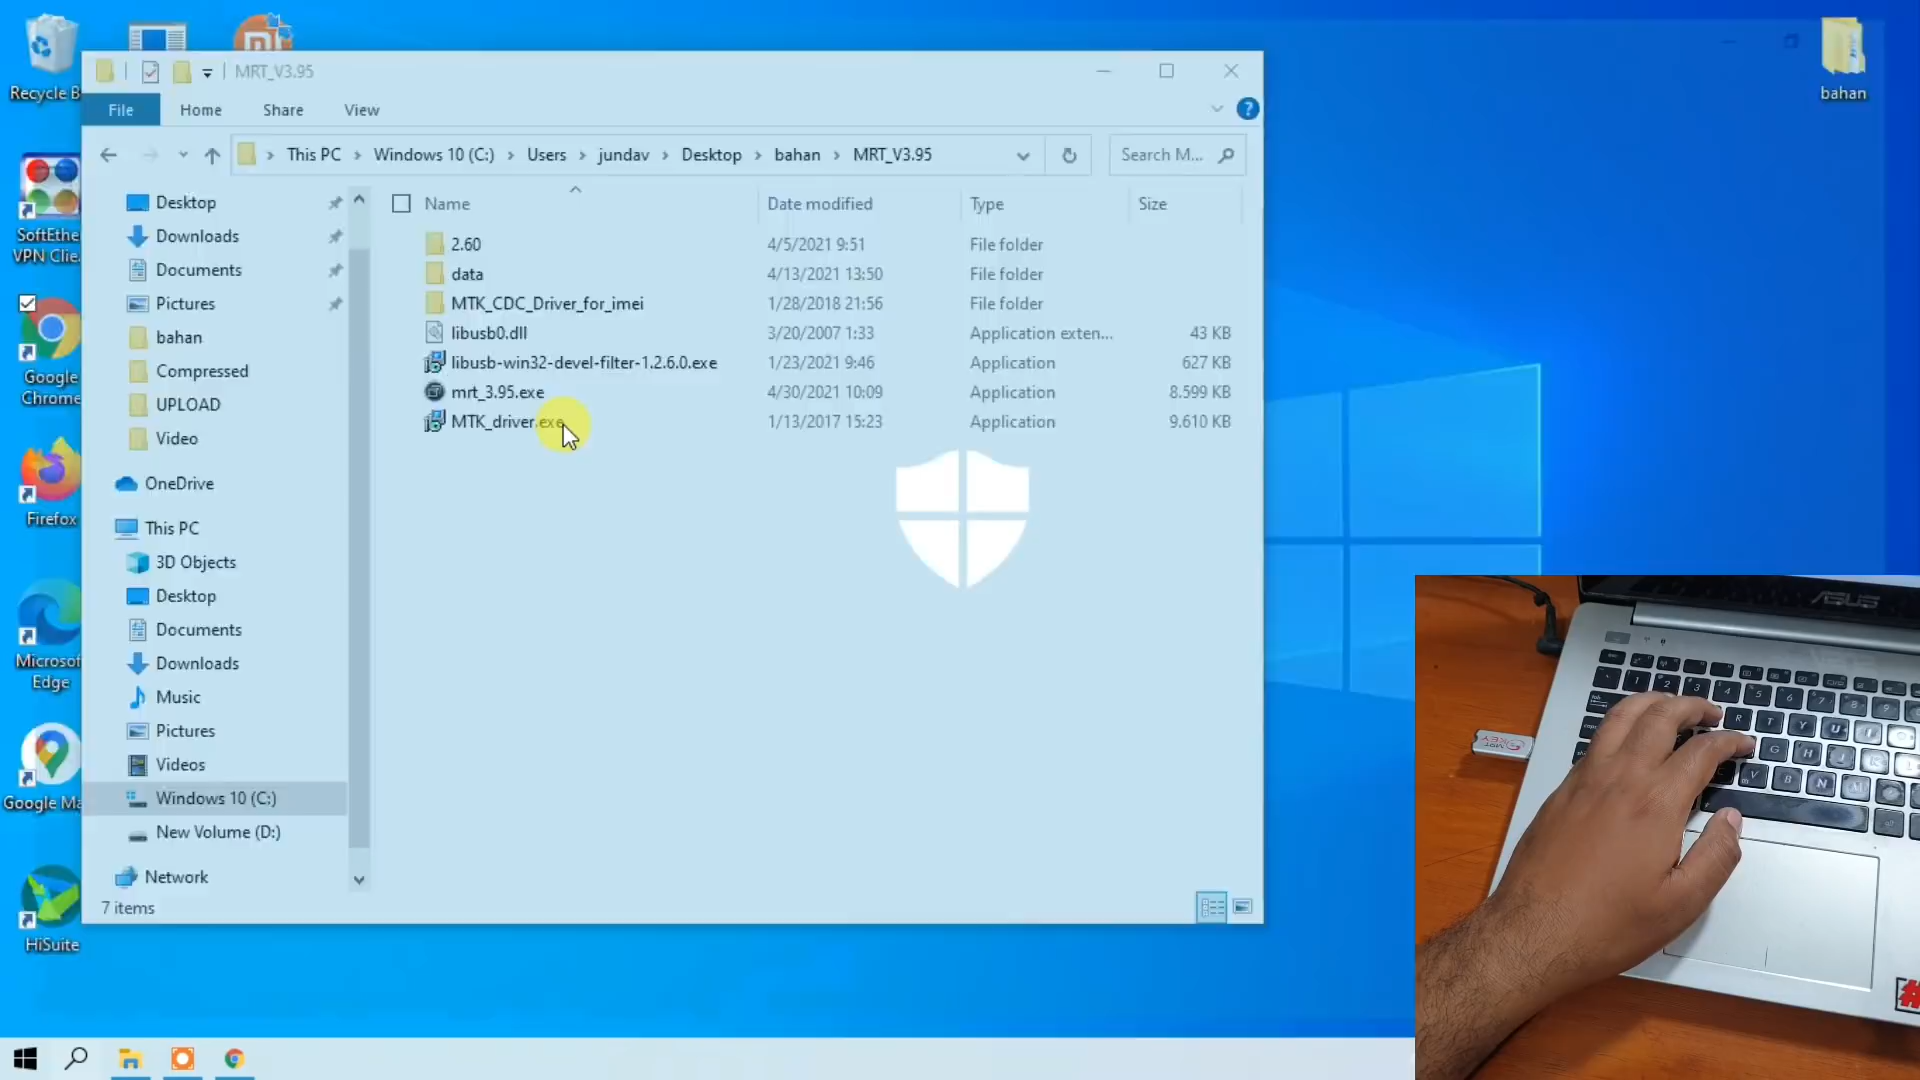 MRT_V3.95
File
Home
Share
View
This PC
Windows 10 (C:)
Users
jundav
Desktop
bahan
MRT_V3.95
Search M...
Name
Date modified
Type
Size
2.60
4/5/2021 9:51
File folder
data
4/13/2021 13:50
File folder
MTK_CDC_Driver_for_imei
1/28/2018 21:56
File folder
libusb0.dll
3/20/2007 1:33
Application exten...
43 KB
libusb-win32-devel-filter-1.2.6.0.exe
1/23/2021 9:46
Application
627 KB
mrt_3.95.exe
4/30/2021 10:09
Application
8.599 KB
MTK_driver.exe
1/13/2017 15:23
Application
9.610 KB
Desktop
Downloads
Documents
Pictures
bahan
Compressed
UPLOAD
Video
OneDrive
This PC
3D Objects
Desktop
Documents
Downloads
Music
Pictures
Videos
Windows 10 (C:)
New Volume (D:)
Network
7 items
Recycle B
SoftEthe
VPN Clie.
Google
Chrome
Firefox
Microsof
Edge
Google Ma
HiSuite
bahan
ASUS